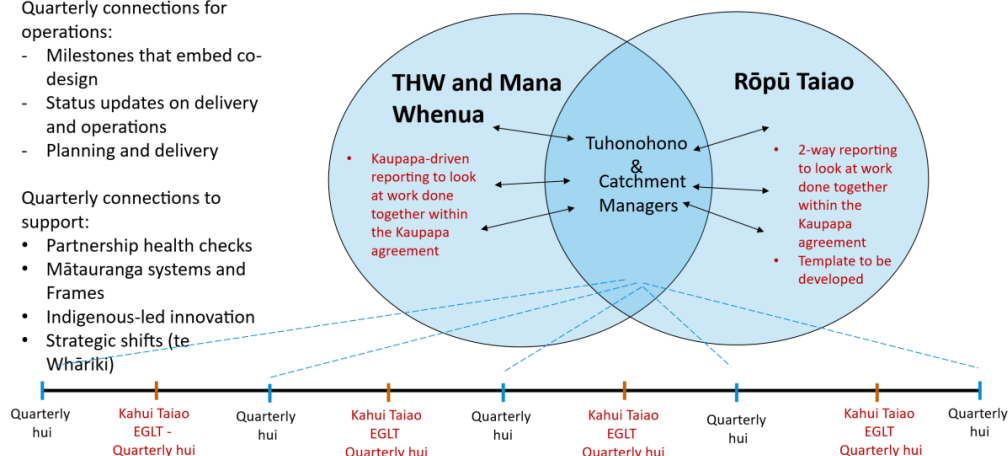 Quarterly connections for
operations:
- Milestones that embed co-
design
- Status updates on delivery
and operations
- Planning and delivery
Quarterly connections to
support:
• Partnership health checks
• Mātauranga systems and
Frames
• Indigenous-led innovation
• Strategic shifts (te
Whāriki)
THW and Mana
Whenua
• Kaupapa-driven
reporting to look
at work done
together within
the Kaupapa
agreement
Tuhonohono
&
Catchment
Managers
Rōpū Taiao
• 2-way reporting
to look at work
done together
within the
Kaupapa
agreement
• Template to be
developed
Quarterly
hui
Kahui Taiao
EGLT -
Quarterly hui
Quarterly
hui
Kahui Taiao
EGLT
Quarterly hui
Quarterly
hui
Kahui Taiao
EGLT
Quarterly hui
Quarterly
hui
Kahui Taiao
EGLT
Quarterly hui
Quarterly
hui